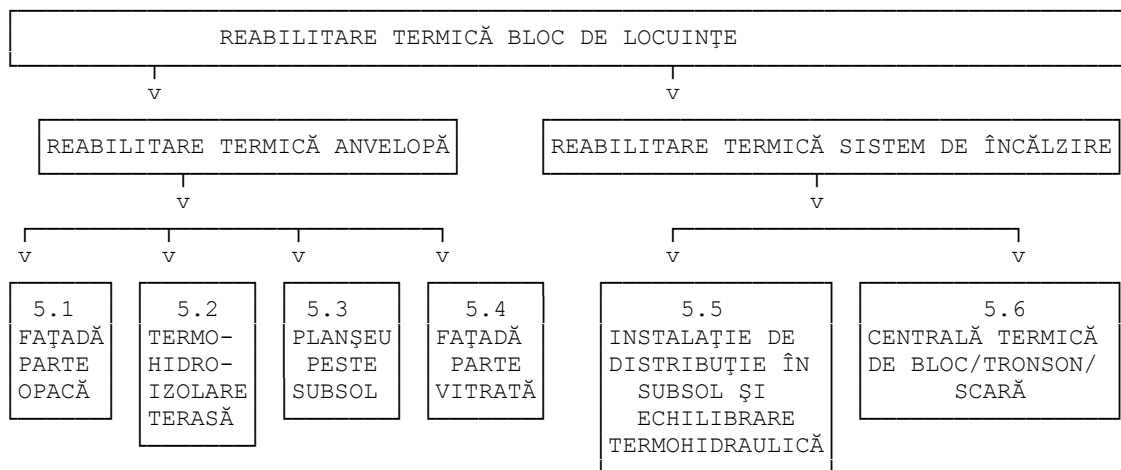 REABILITARE TERMICĂ BLOC DE LOCUINŢE
v
v
REABILITARE TERMICĂ ANVELOPĂ
REABILITARE TERMICĂ SISTEM DE ÎNCĂLZIRE
v
v
v
v
v
v
v
v
5.1
FAŢADĂ
PARTE
OPACĂ
5.2
TERMO-
HIDRO-
IZOLARE
TERASĂ
5.3
PLANŞEU
PESTE
SUBSOL
5.4
FAŢADĂ
PARTE
VITRATĂ
5.5
INSTALAŢIE DE
DISTRIBUŢIE ÎN
SUBSOL ŞI
ECHILIBRARE
TERMOHIDRAULICĂ
5.6
CENTRALĂ TERMICĂ
DE BLOC/TRONSON/
SCARĂ